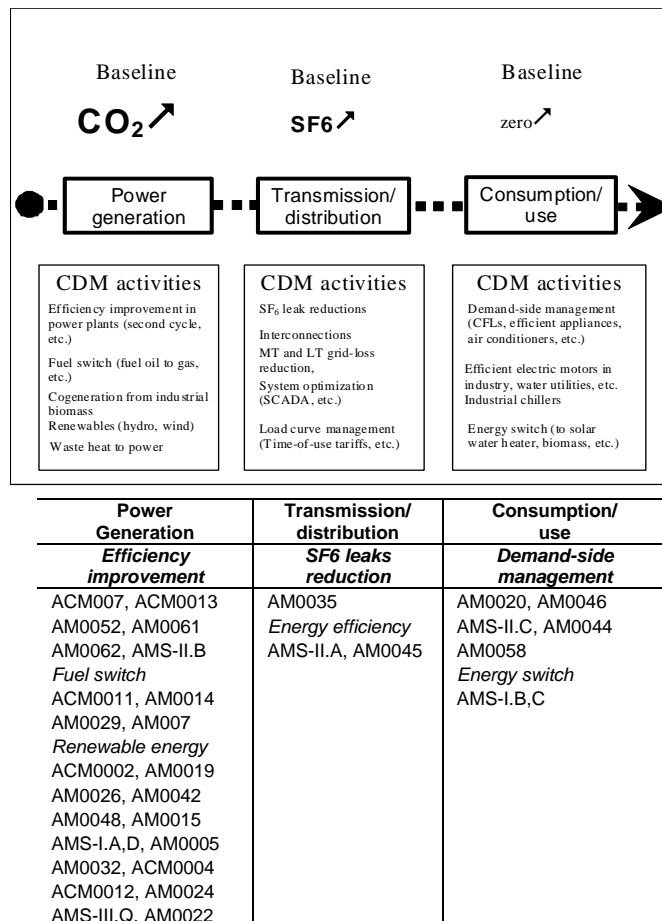 Baseline
CO₂
Baseline
SF6
Baseline
zero
Power
generation
Transmission/
distribution
Consumption/
use
CDM activities
Efficiency improvement in
power plants (second cycle,
etc.)
Fuel switch (fuel oil to gas,
etc.)
Cogeneration from industrial
biomass
Renewables (hydro, wind)
Waste heat to power
CDM activities
SF₆ leak reductions
Interconnections
MT and LT grid-loss
reduction,
System optimization
(SCADA, etc.)
Load curve management
(Time-of-use tariffs, etc.)
CDM activities
Demand-side management
(CFLs, efficient appliances,
air conditioners, etc.)
Efficient electric motors in
industry, water utilities, etc.
Industrial chillers
Energy switch (to solar
water heater, biomass, etc.)
Power
Generation
Transmission/
distribution
Consumption/
use
Efficiency
improvement
SF6 leaks
reduction
Demand-side
management
ACM007, ACM0013
AM0052, AM0061
AM0062, AMS-II.B
Fuel switch
ACM0011, AM0014
AM0029, AM007
Renewable energy
ACM0002, AM0019
AM0026, AM0042
AM0048, AM0015
AMS-I.A,D, AM0005
AM0032, ACM0004
ACM0012, AM0024
AMS-III.Q, AM0022
AM0035
Energy efficiency
AMS-II.A, AM0045
AM0020, AM0046
AMS-II.C, AM0044
AM0058
Energy switch
AMS-I.B,C